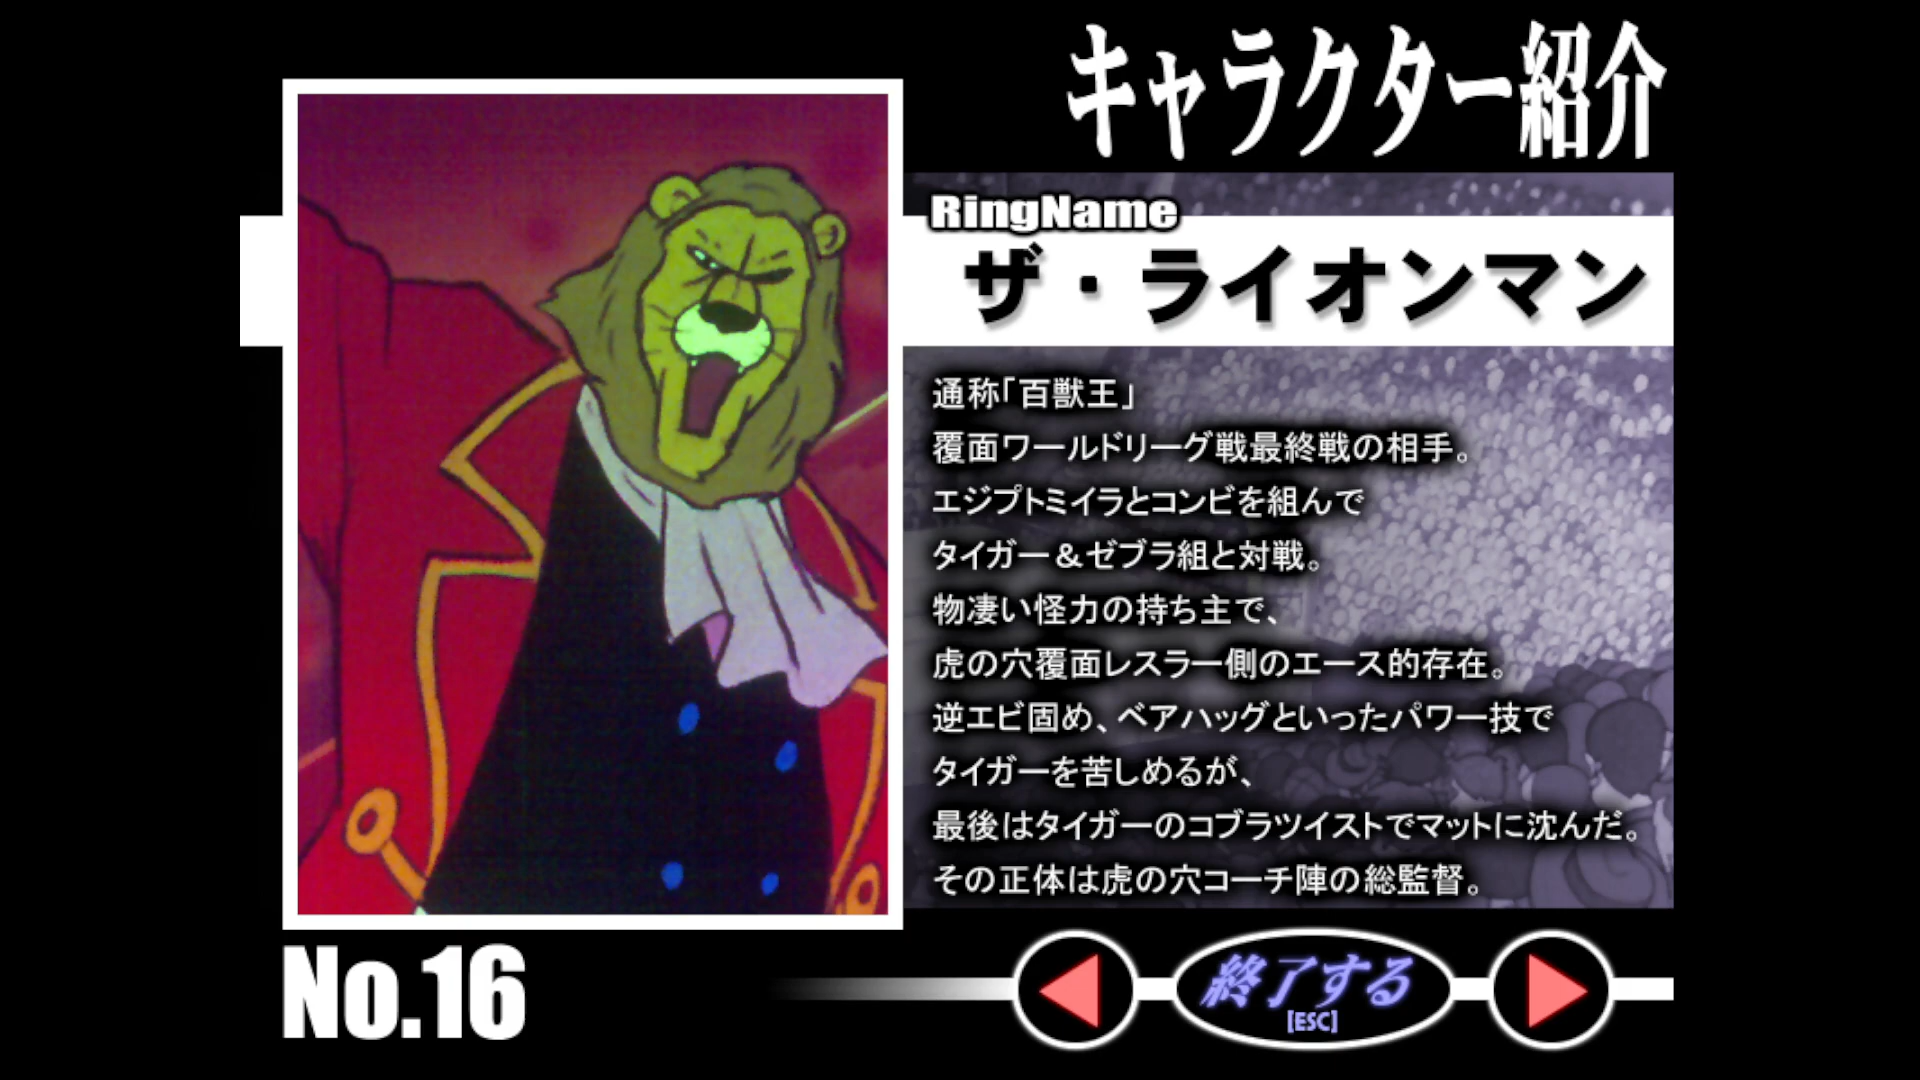 キャラクター紹介
RingName
ザ・ライオンマン
通称「百獣王」
覆面ワールドリーグ戦最終戦の相手。
エジプトミイラとコンビを組んで
タイガー＆ゼブラ組と対戦。
物凄い怪力の持ち主で、
虎の穴覆面レスラー側のエース的存在。
逆エビ固め、ベアハッグといったパワー技で
タイガーを苦しめるが、
最後はタイガーのコブラツイストでマットに沈んだ。
その正体は虎の穴コーチ陣の総監督。
No.16
終了する
[ESC]